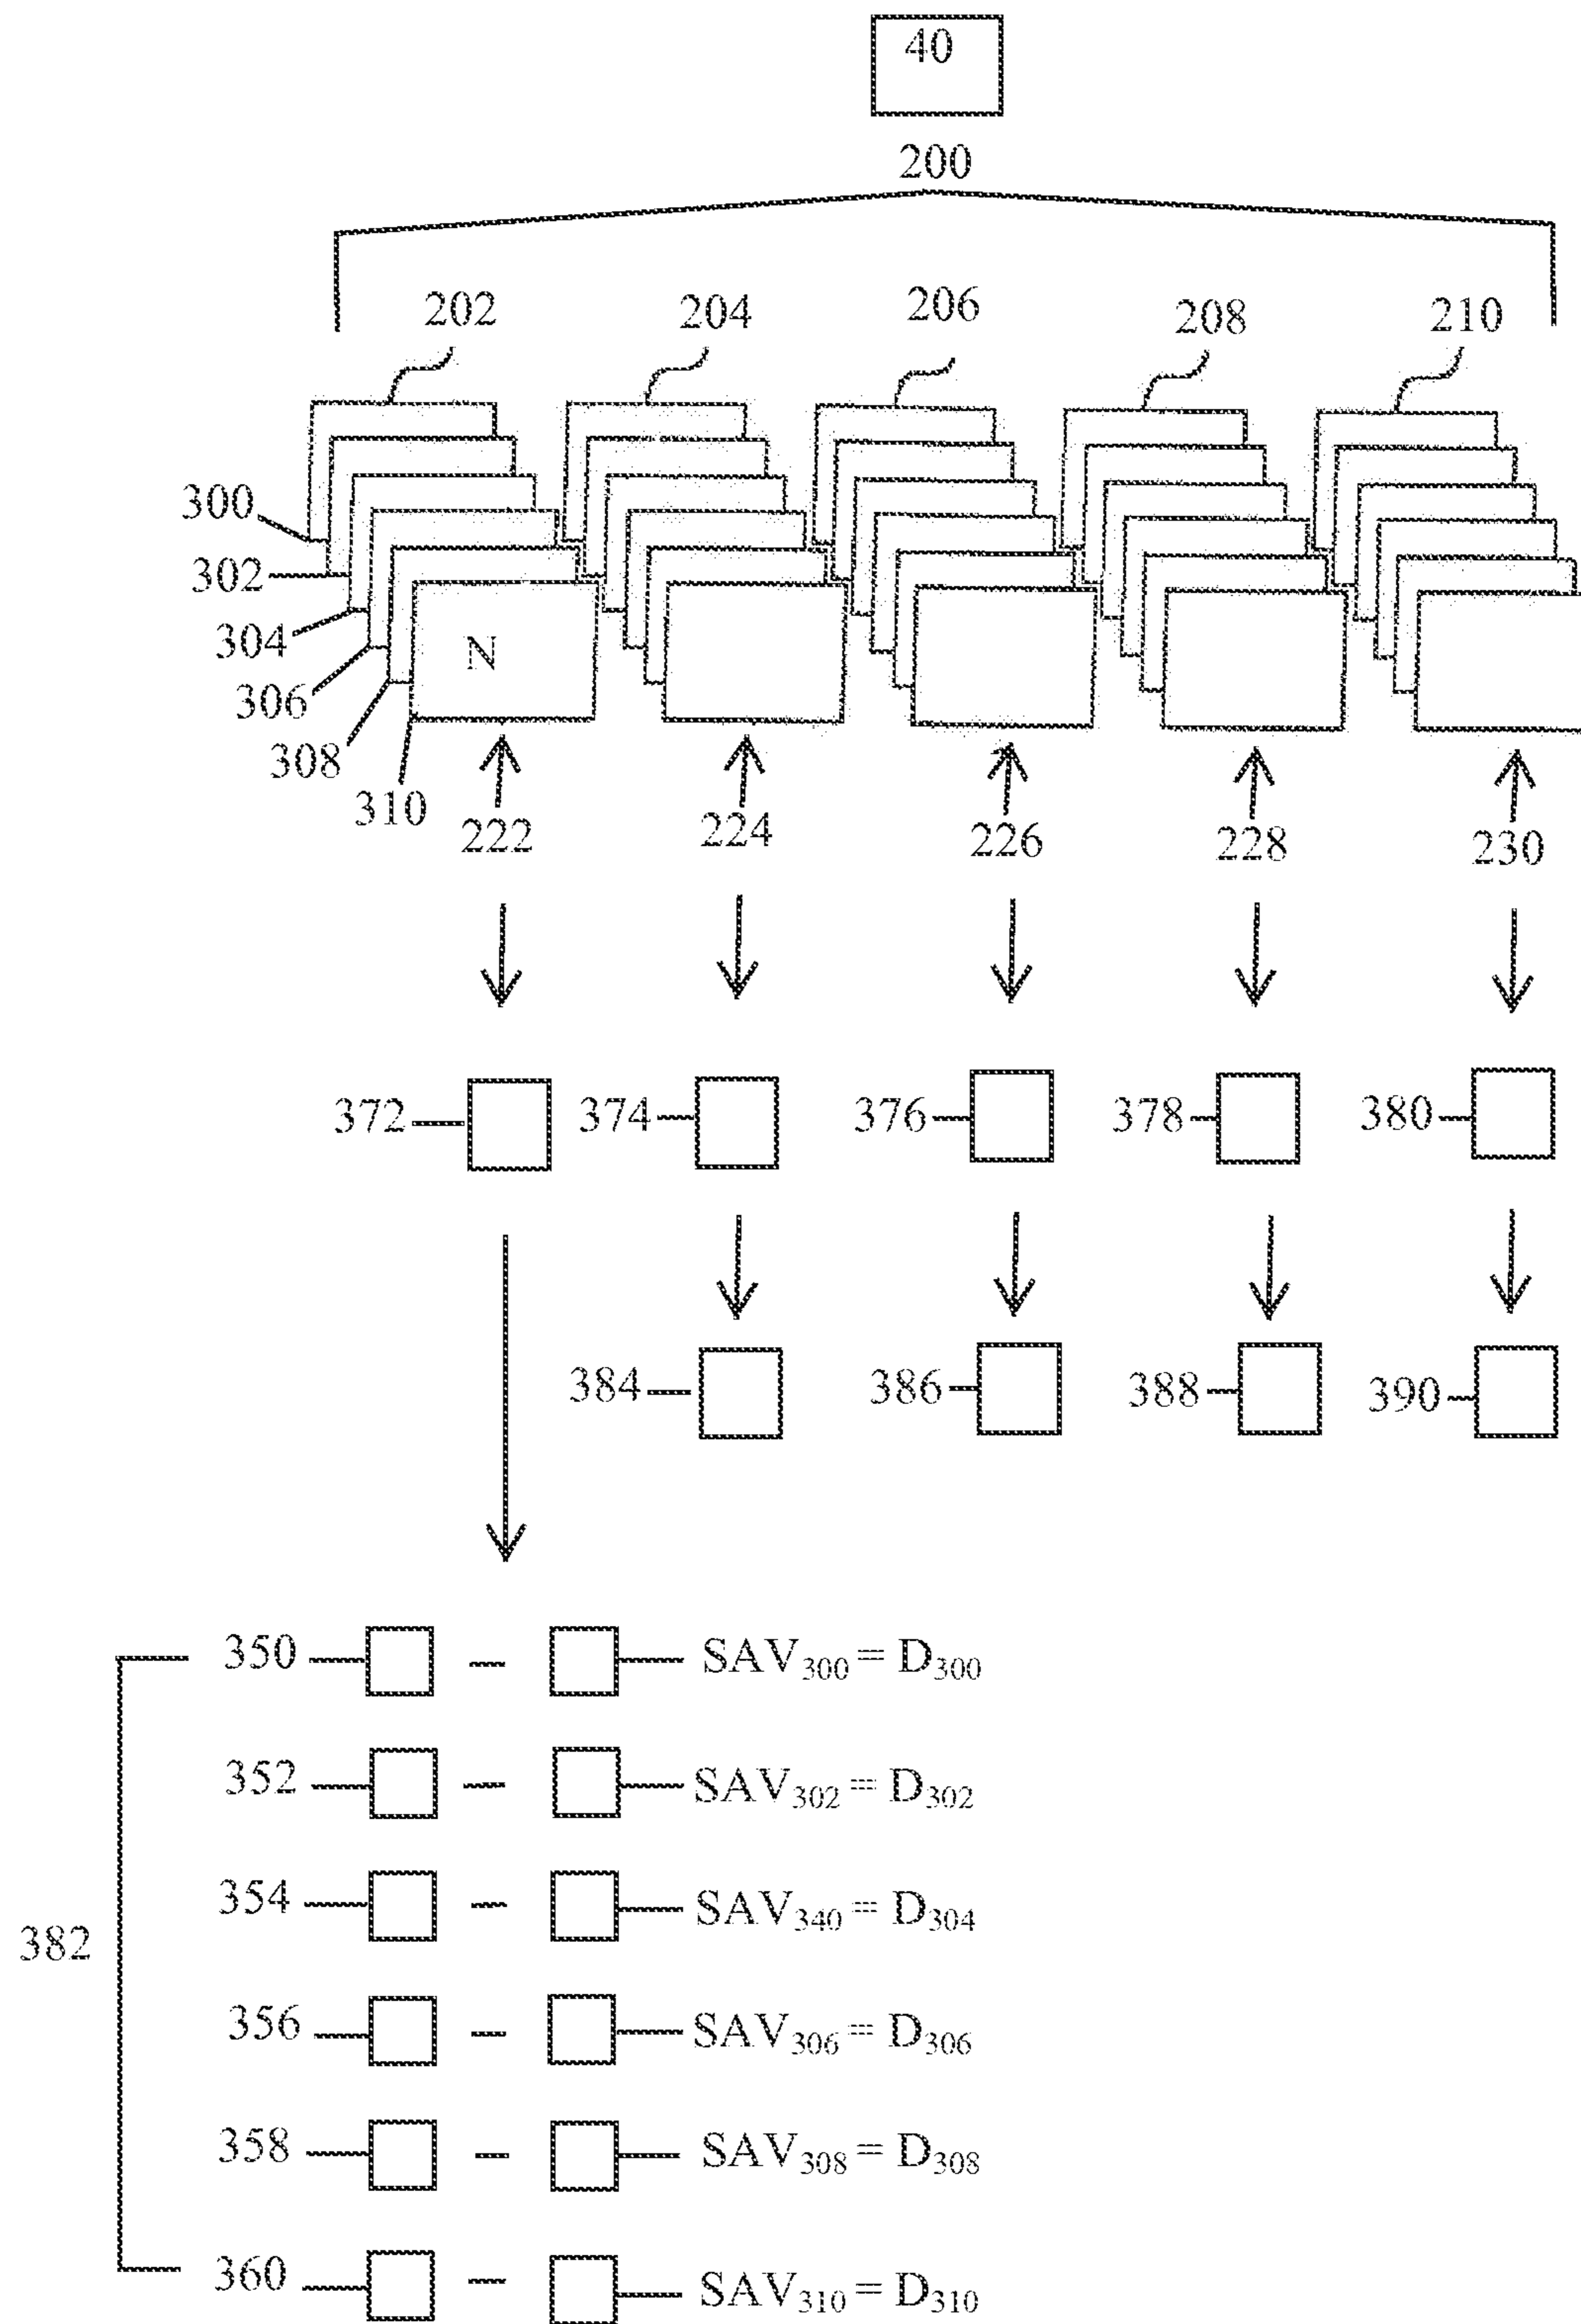 40
200
202 204 206 208 210
300
302
304
306
308
310
N
222 224 226 228 230
372 374 376 378 380
384 386 388 390
382
350 – SAV300 = D300
352 – SAV302 = D302
354 – SAV340 = D304
356 – SAV306 = D306
358 – SAV308 = D308
360 – SAV310 = D310